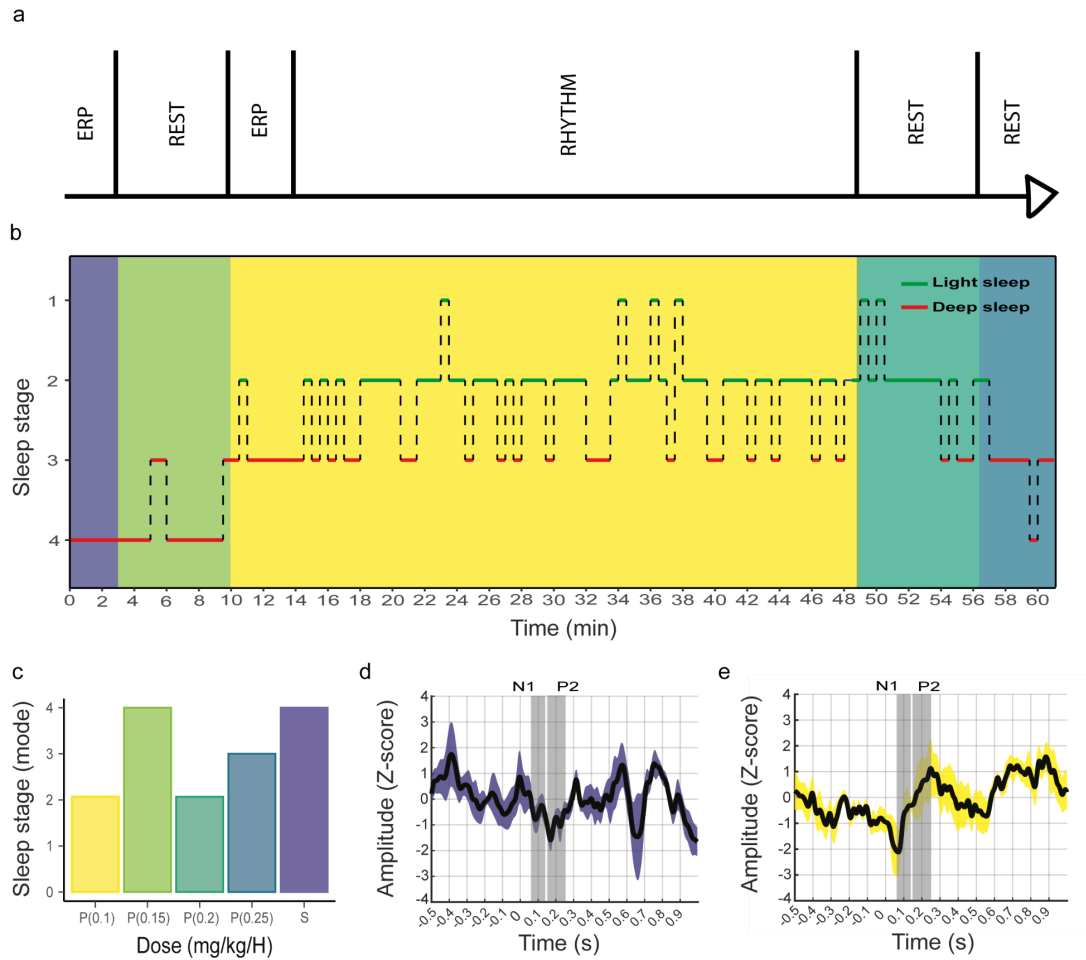 a
ERP
REST
ERP
RHYTHM
REST
REST
b
Light sleep
Deep sleep
Sleep stage
1
2
3
4
0 2 4 6 8 10 12 14 16 18 20 22 24 26 28 30 32 34 36 38 40 42 44 46 48 50 52 54 56 58 60
Time (min)
c
Sleep stage (mode)
4
3
2
1
0
P(0.1) P(0.15) P(0.2) P(0.25) S
Dose (mg/kg/H)
d
N1 P2
Amplitude (Z-score)
4
3
2
1
0
-1
-2
-3
-4
-0.5 -0.4 -0.3 -0.2 -0.1 0 0.1 0.2 0.3 0.4 0.5 0.6 0.7 0.8 0.9
Time (s)
e
N1 P2
Amplitude (Z-score)
4
3
2
1
0
-1
-2
-3
-4
-0.5 -0.4 -0.3 -0.2 -0.1 0 0.1 0.2 0.3 0.4 0.5 0.6 0.7 0.8 0.9
Time (s)